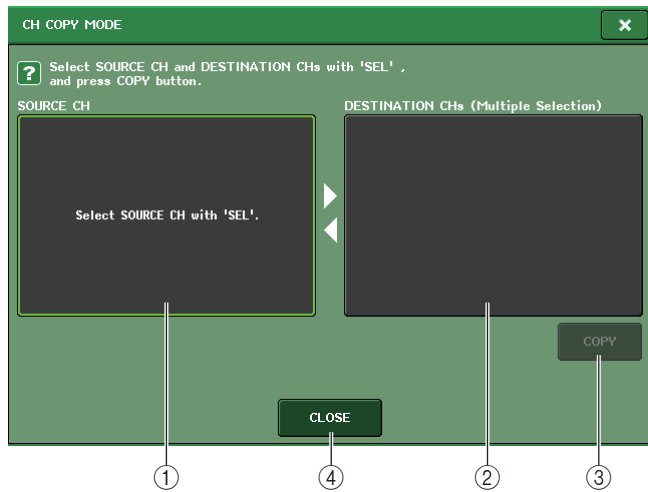 CH COPY MODE
×
? Select SOURCE CH and DESTINATION CHs with 'SEL' ,
and press COPY button.
SOURCE CH
DESTINATION CHs (Multiple Selection)
Select SOURCE CH with 'SEL'.
COPY
CLOSE
① ④ ② ③